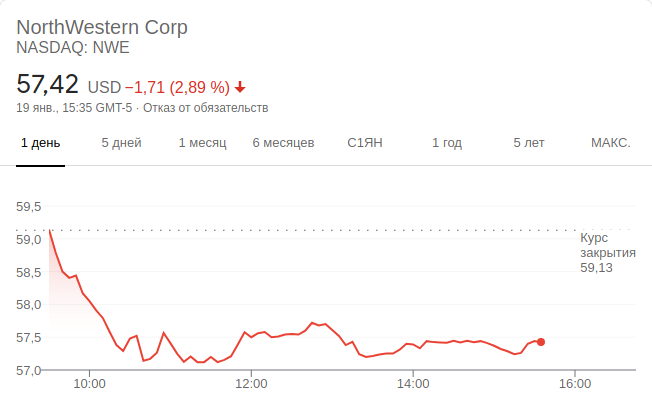 NorthWestern Corp
NASDAQ: NWE
57,42 USD −1,71 (2,89 %)
19 янв., 15:35 GMT-5 · Отказ от обязательств
1 день 5 дней 1 месяц 6 месяцев С1ЯН 1 год 5 лет МАКС.
59,5
59,0
58,5
58,0
57,5
57,0
Курс
закрытия
59,13
10:00 12:00 14:00 16:00